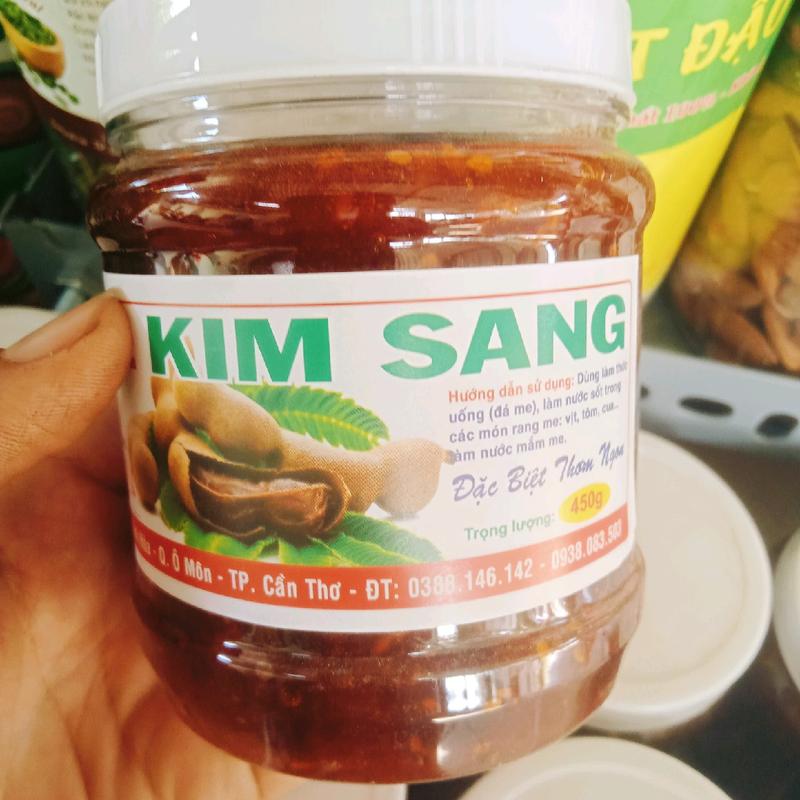 KIM SANG
Hướng dẫn sử dụng: Dùng làm thức
uống (đá me), làm nước sốt trong
các món rang me: vịt, tôm, cua...
làm nước mắm me.
Đặc Biệt Thơm Ngon
Trọng lượng: 450g
- Q. Ô Môn - TP. Cần Thơ - ĐT: 0388.146.142 - 0938.083.503
T ĐẬU